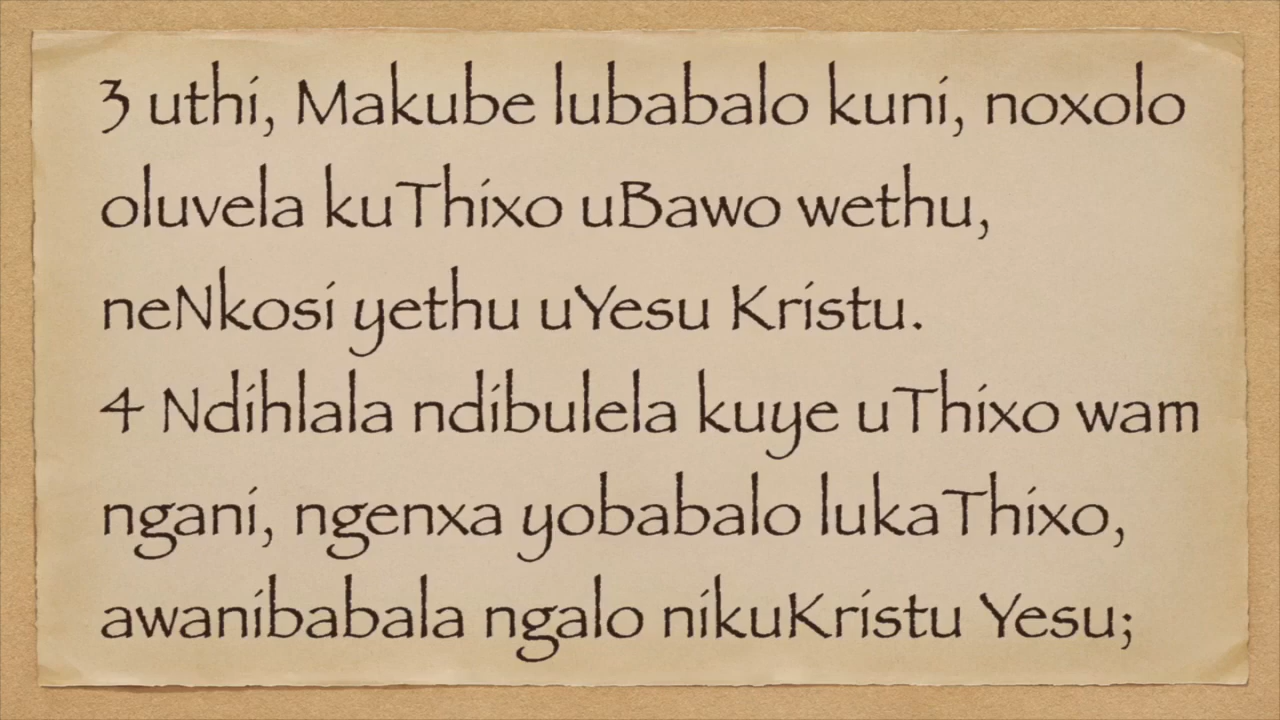 3 uthi, Makube lubabalo kuni, noxolo
oluvela kuThixo uBawo wethu,
neNkosi yethu uYesu Kristu.
4 Ndihlala ndibulela kuye uThixo wam
ngani, ngenxa yobabalo lukaThixo,
awanibabala ngalo nikuKristu Yesu;